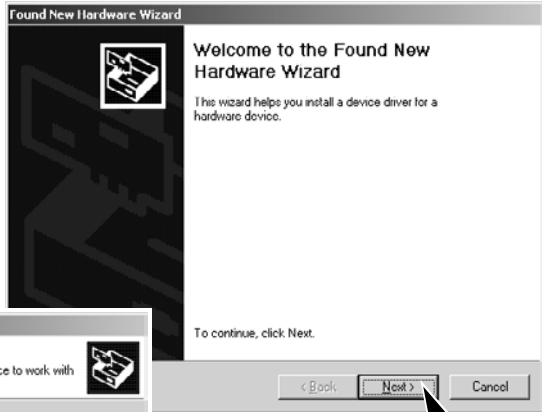 Found New Hardware Wizard
Welcome to the Found New
Hardware Wizard
This wizard helps you install a device driver for a
hardware device.
To continue, click Next.
ce to work with
< Back
Next >
Cancel